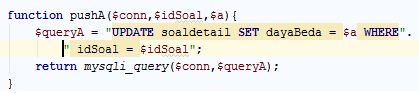 function pushA($conn,$idSoal,$a){
$queryA = "UPDATE soaldetail SET dayaBeda = $a WHERE".
" idSoal = $idSoal";
return mysqli_query($conn,$queryA);
}